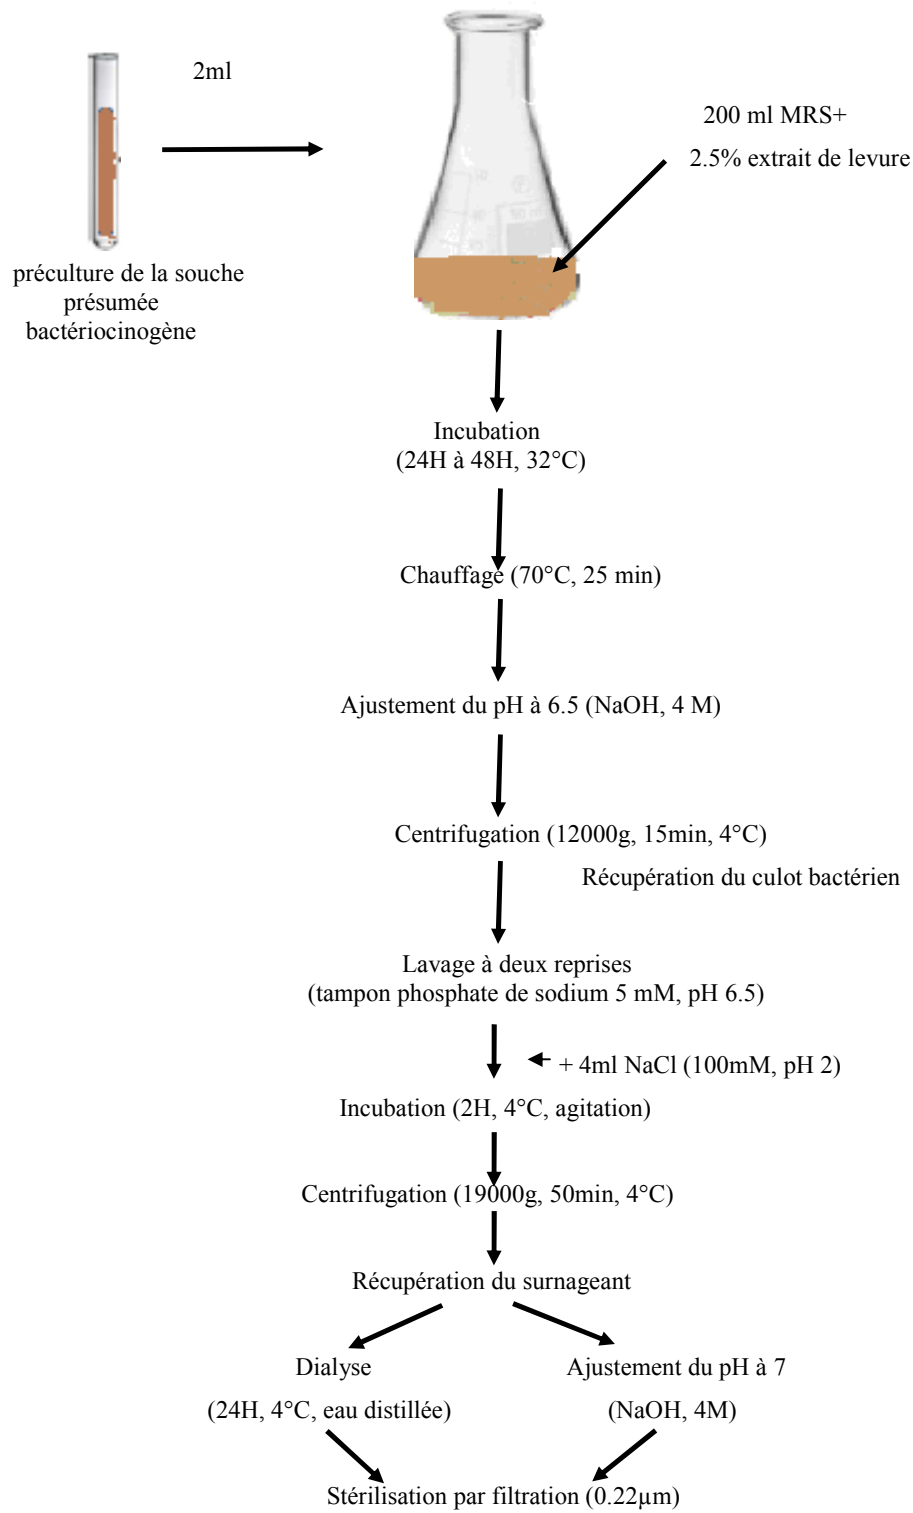 2ml
200 ml MRS+
2.5% extrait de levure
préculture de la souche
présumée
bactériocinogène
Incubation
(24H à 48H, 32°C)
Chauffage (70°C, 25 min)
Ajustement du pH à 6.5 (NaOH, 4 M)
Centrifugation (12000g, 15min, 4°C)
Récupération du culot bactérien
Lavage à deux reprises
(tampon phosphate de sodium 5 mM, pH 6.5)
+ 4ml NaCl (100mM, pH 2)
Incubation (2H, 4°C, agitation)
Centrifugation (19000g, 50min, 4°C)
Récupération du surnageant
Dialyse
(24H, 4°C, eau distillée)
Ajustement du pH à 7
(NaOH, 4M)
Stérilisation par filtration (0.22µm)